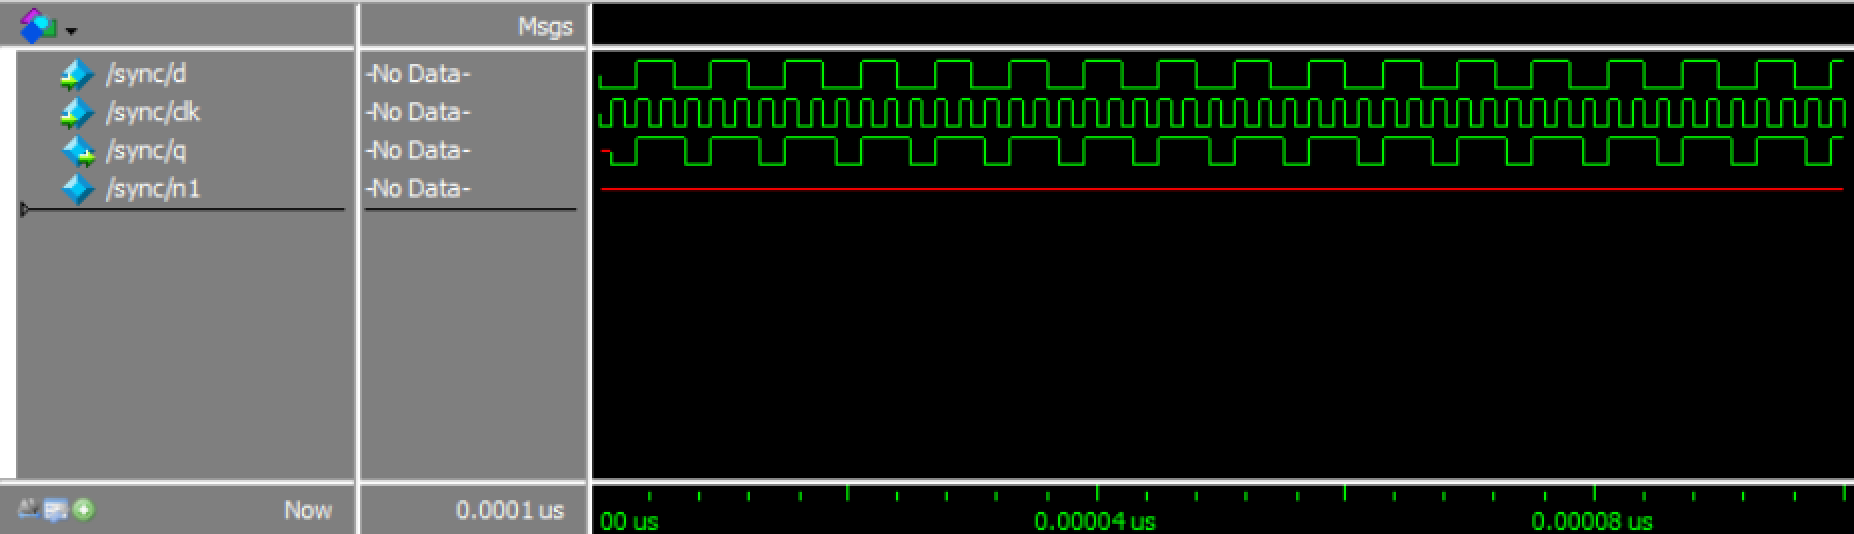 Msgs
/sync/d -No Data-
/sync/clk -No Data-
/sync/q -No Data-
/sync/n1 -No Data-
Now 0.0001 us 00 us 0.00004 us 0.00008 us